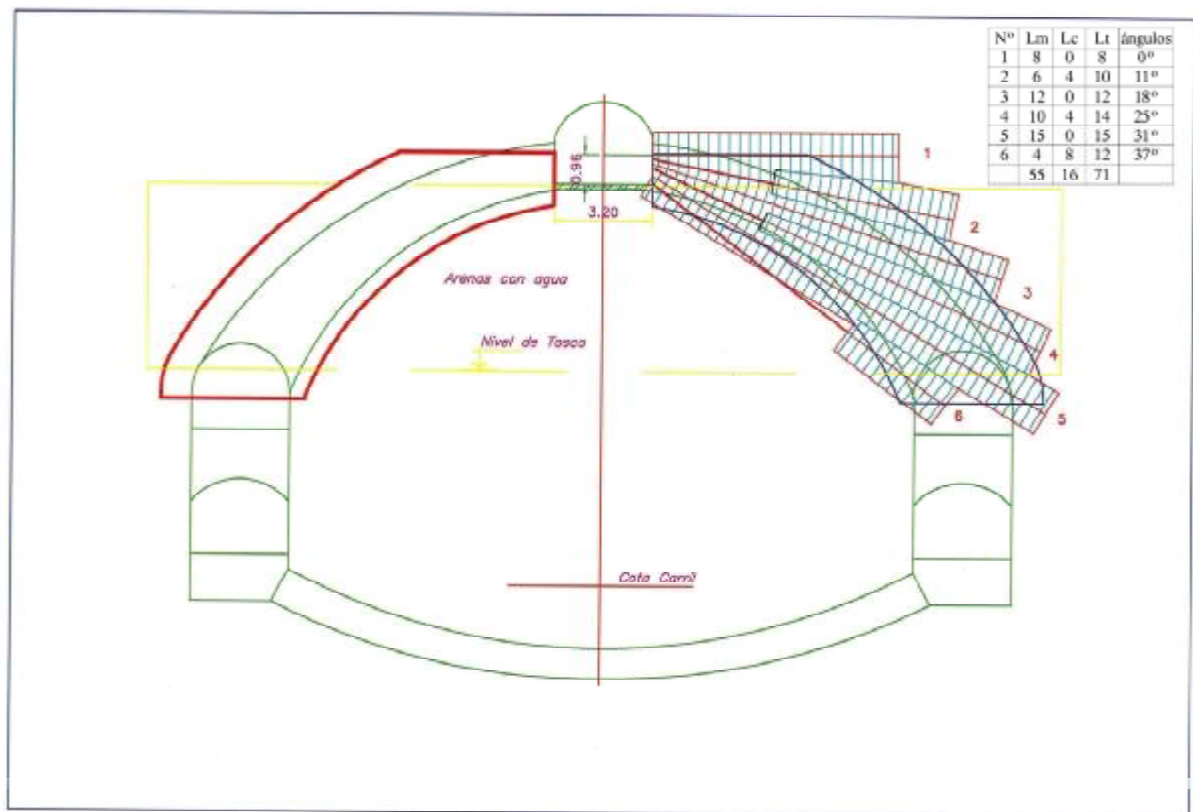 Nº Lm Lc Lt ángulos
1 8 0 8 0º
2 6 4 10 11º
3 12 0 12 18º
4 10 4 14 25º
5 15 0 15 31º
6 4 8 12 37º
55 16 71
0.96
3.20
1
2
3
4
5
6
Arenas con agua
Nivel de Tosco
Cota Carril